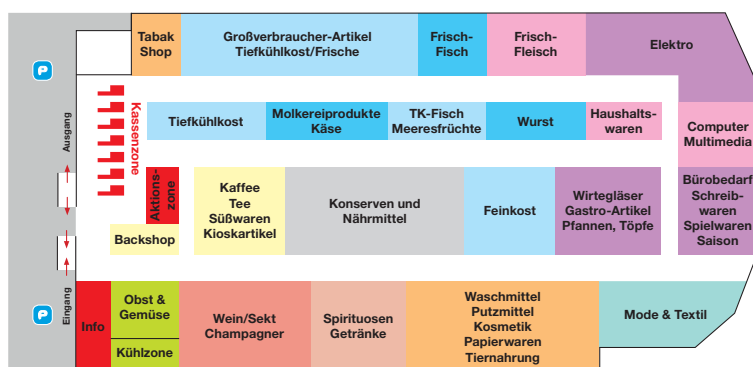 Tabak
Shop
Großverbraucher-Artikel
Tiefkühlkost/Frische
Frisch-
Fisch
Frisch-
Fleisch
Elektro
P
Ausgang
Kassenzone
Tiefkühlkost
Molkereiprodukte
Käse
TK-Fisch
Meeresfrüchte
Wurst
Haushalts-
waren
Computer
Multimedia
Aktions-
zone
Backshop
Kaffee
Tee
Süßwaren
Kioskartikel
Konserven und
Nährmittel
Feinkost
Wirtegläser
Gastro-Artikel
Pfannen, Töpfe
Bürobedarf
Schreib-
waren
Spielwaren
Saison
P
Eingang
Info
Obst &
Gemüse
Kühlzone
Wein/Sekt
Champagner
Spirituosen
Getränke
Waschmittel
Putzmittel
Kosmetik
Papierwaren
Tiernahrung
Mode & Textil